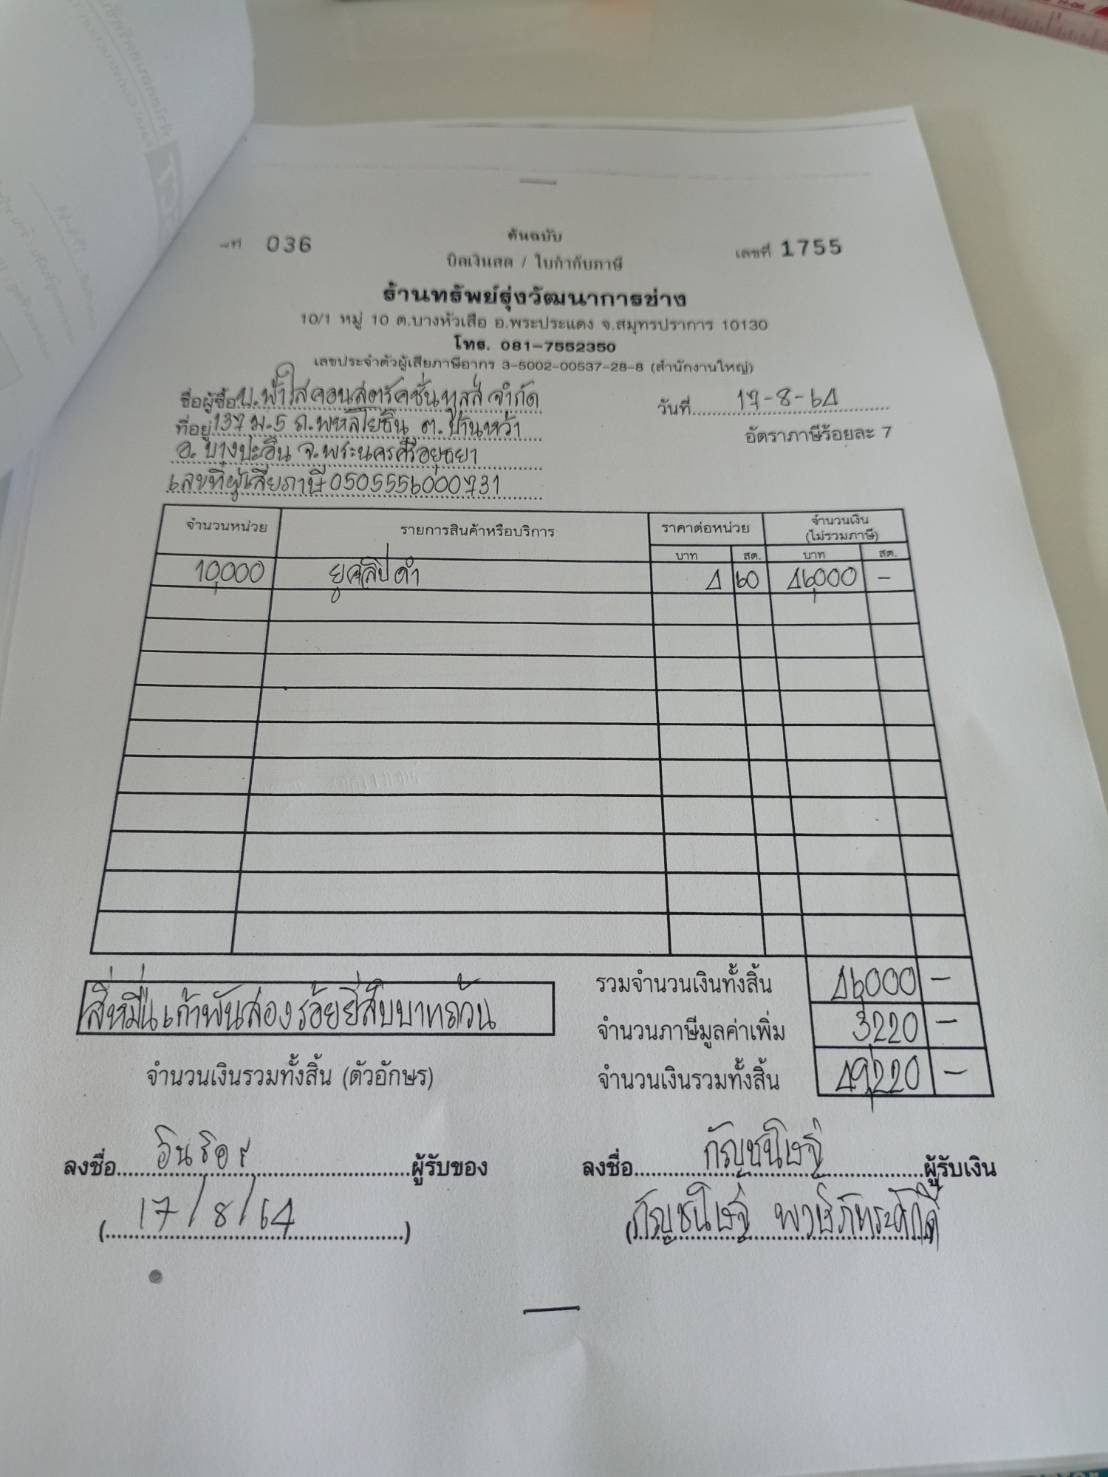 เล่มที่ 036
ต้นฉบับ
เลขที่ 1755
บิลเงินสด / ใบกำกับภาษี
ร้านทรัพย์รุ่งวัฒนาการช่าง
10/1 หมู่ 10 ต.บางหัวเสือ อ.พระประแดง จ.สมุทรปราการ 10130
โทร. 081-7552350
เลขประจำตัวผู้เสียภาษีอากร 3-5002-00537-28-8 (สำนักงานใหญ่)
ชื่อผู้ซื้อ บ.ฟ้าใสคอนสตรัคชั่นทูลส์ จำกัด
วันที่ 17-8-64
ที่อยู่ 137 ม.5 ถ.พหลโยธิน ต.บ้านหว้า
อัตราภาษีร้อยละ 7
อ.บางปะอิน จ.พระนครศรีอยุธยา
เลขที่ผู้เสียภาษี 0505556000731
จำนวนหน่วย รายการสินค้าหรือบริการ ราคาต่อหน่วย จำนวนเงิน
(ไม่รวมภาษี)
บาท สต. บาท สต.
10,000 ยูคลิปดำ 4 60 46,000 -
รวมจำนวนเงินทั้งสิ้น 46,000 -
สี่หมื่นเก้าพันสองร้อยยี่สิบบาทถ้วน
จำนวนภาษีมูลค่าเพิ่ม 3220 -
จำนวนเงินรวมทั้งสิ้น (ตัวอักษร)
จำนวนเงินรวมทั้งสิ้น 49,220 -
ลงชื่อ ผู้รับของ
ลงชื่อ กัญชนิษฐ์ ผู้รับเงิน
(17/8/64)
(กัญชนิษฐ์